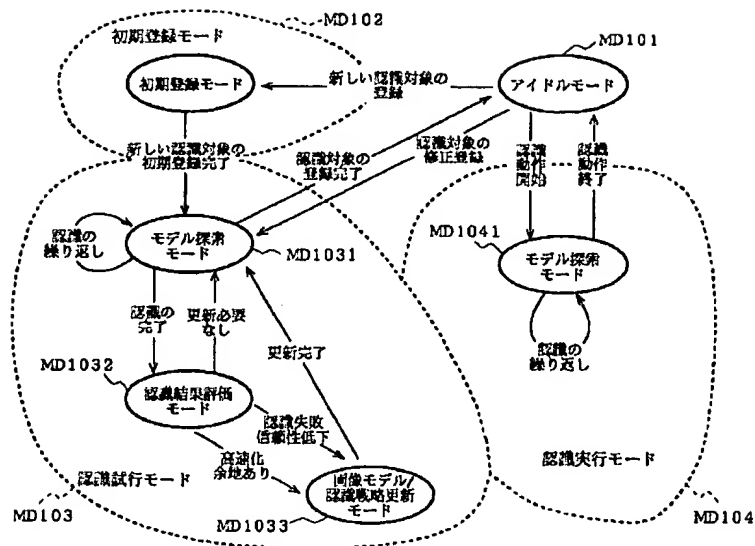 MD102
初期登録モード
MD101
初期登録モード
新しい認識対象の
登録
アイドルモード
新しい認識対象の
初期登録完了
認識対象の
登録完了
認識対象の
修正登録
認識
動作
開始
認識
動作
終了
認識の
繰り返し
モデル探索
モード
MD1031
MD1041
モデル探索
モード
認識の
完了
更新必要
なし
更新完了
認識の
繰り返し
MD1032
認識結果評価
モード
認識失敗
信頼性低下
高速化
余地あり
認識試行モード
画像モデル/
認識戦略更新
モード
認識実行モード
MD103
MD1033
MD104